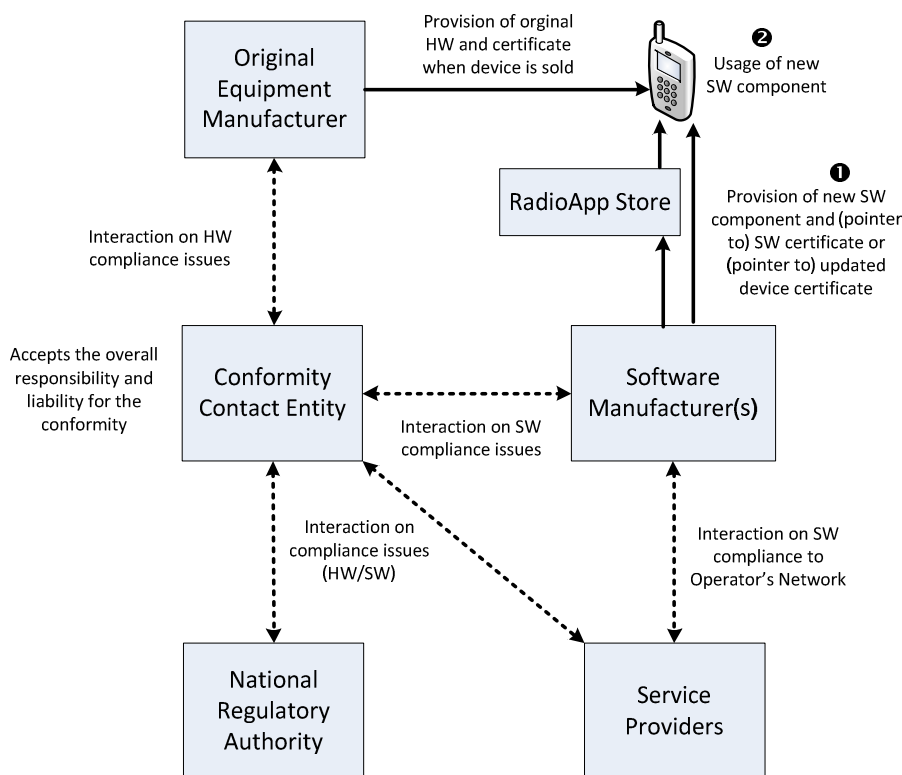 Original
Equipment
Manufacturer
Provision of orginal
HW and certificate
when device is sold
❷
Usage of new
SW component
RadioApp Store
❶
Provision of new SW
component and (pointer
to) SW certificate or
(pointer to) updated
device certificate
Interaction on HW
compliance issues
Accepts the overall
responsibility and
liability for the
conformity
Conformity
Contact Entity
Interaction on SW
compliance issues
Software
Manufacturer(s)
Interaction on
compliance issues
(HW/SW)
Interaction on SW
compliance to
Operator's Network
National
Regulatory
Authority
Service
Providers